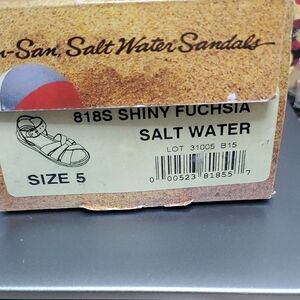 n-San, Salt Water Sandals
818S SHINY FUCHSIA
SALT WATER
LOT 31005 B15
SIZE 5
0 00523 81855 7